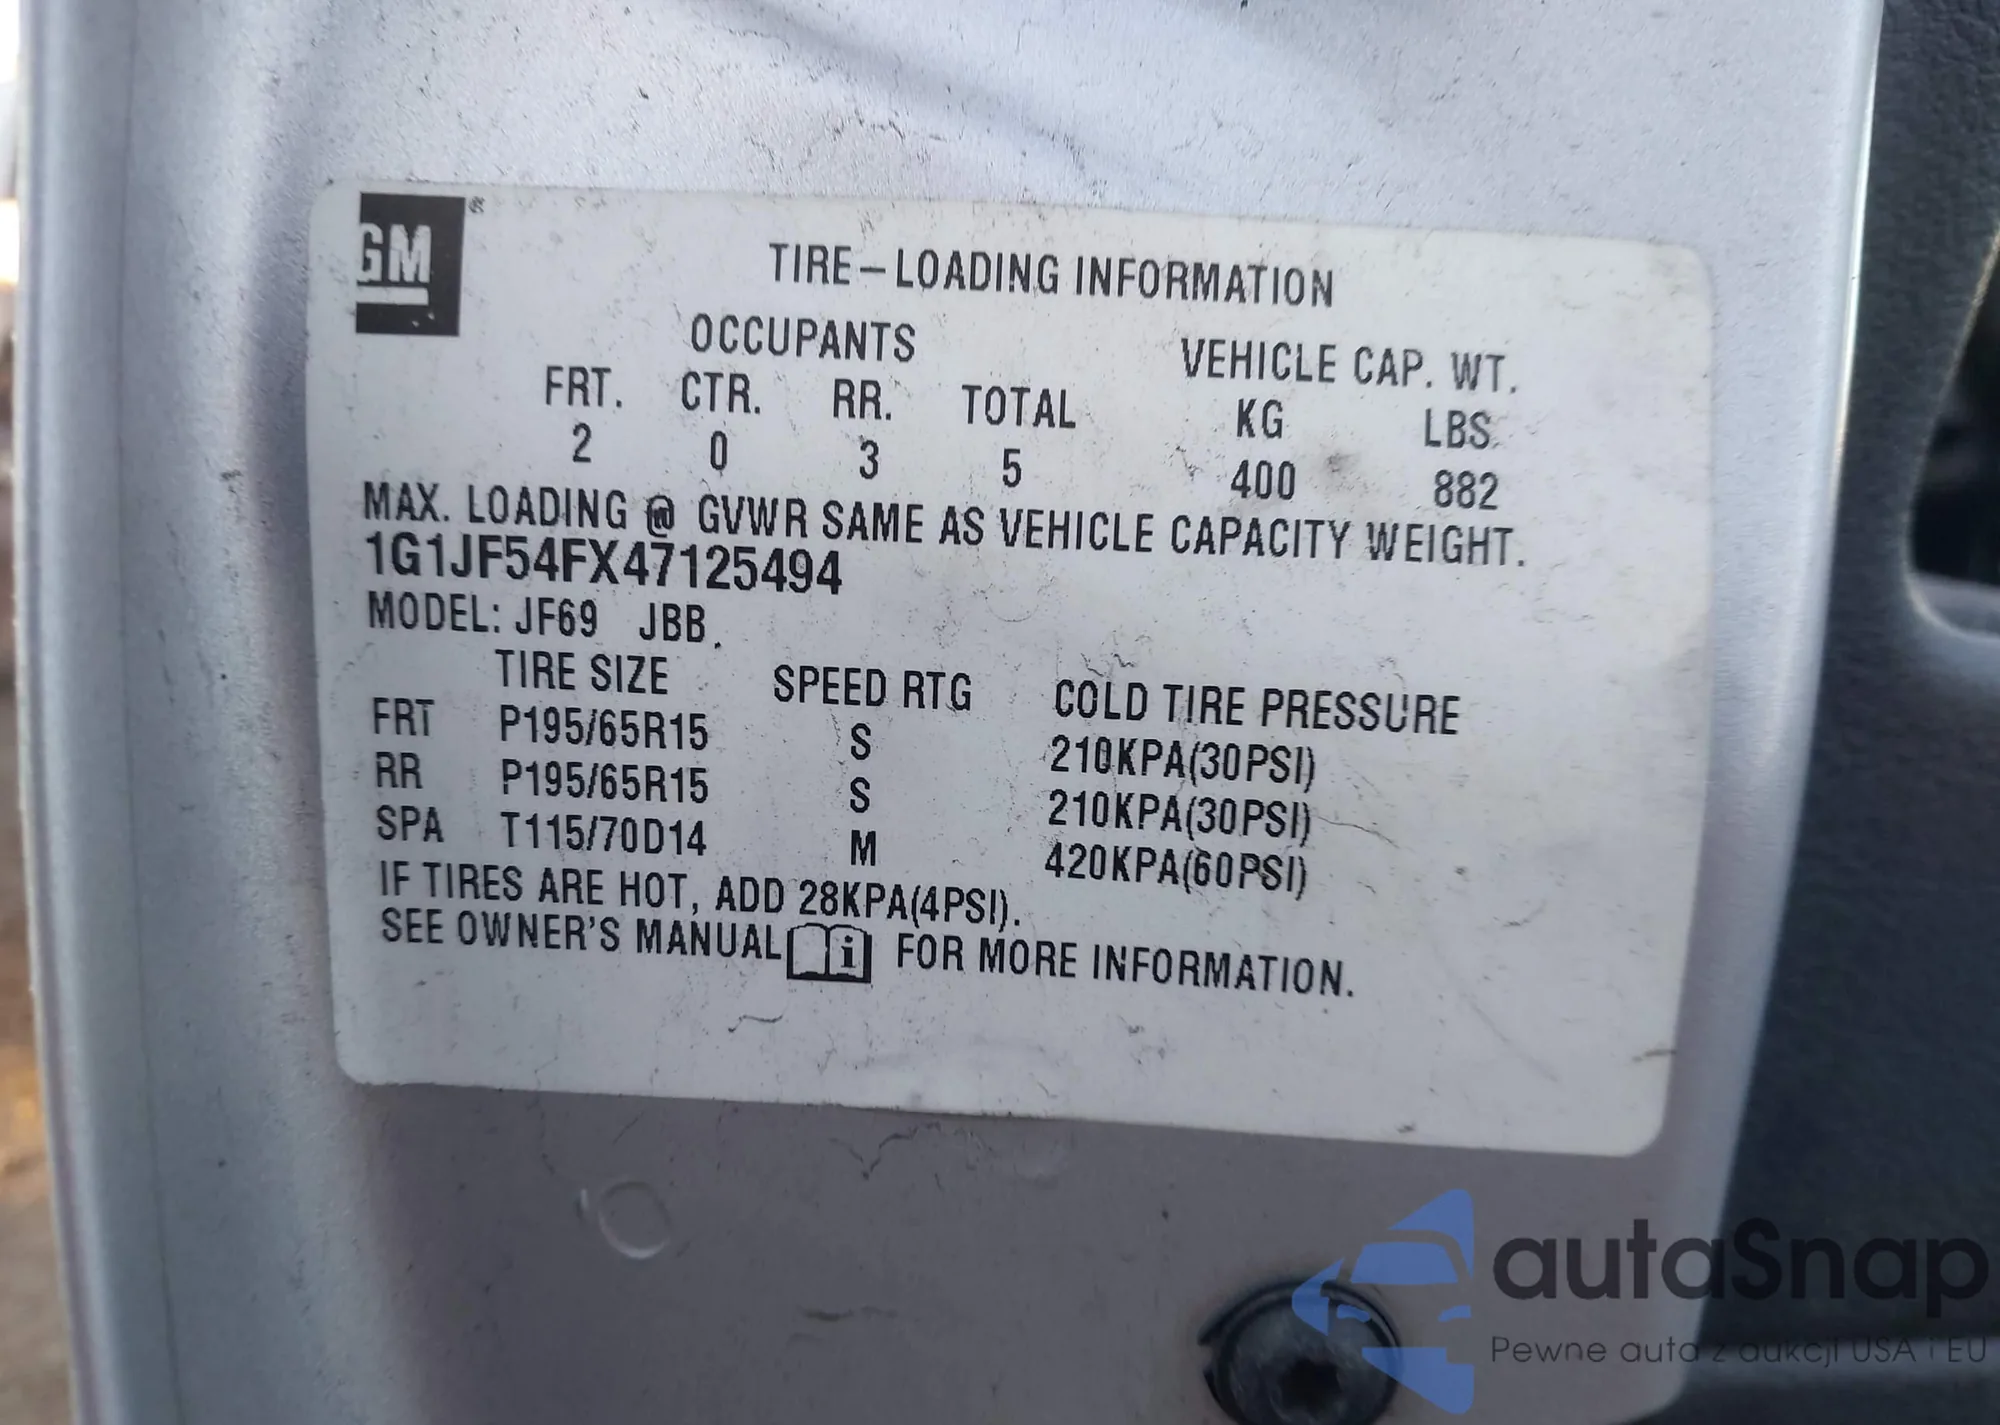 GM ®
TIRE–LOADING INFORMATION
OCCUPANTS VEHICLE CAP. WT.
FRT. CTR. RR. TOTAL KG LBS.
2 0 3 5 400 882
MAX. LOADING @ GVWR SAME AS VEHICLE CAPACITY WEIGHT.
1G1JF54FX47125494
MODEL: JF69 JBB
TIRE SIZE SPEED RTG COLD TIRE PRESSURE
FRT P195/65R15 S 210KPA(30PSI)
RR P195/65R15 S 210KPA(30PSI)
SPA T115/70D14 M 420KPA(60PSI)
IF TIRES ARE HOT, ADD 28KPA(4PSI).
SEE OWNER'S MANUAL i FOR MORE INFORMATION.
autaSnap
Pewne auta z aukcji USA i EU